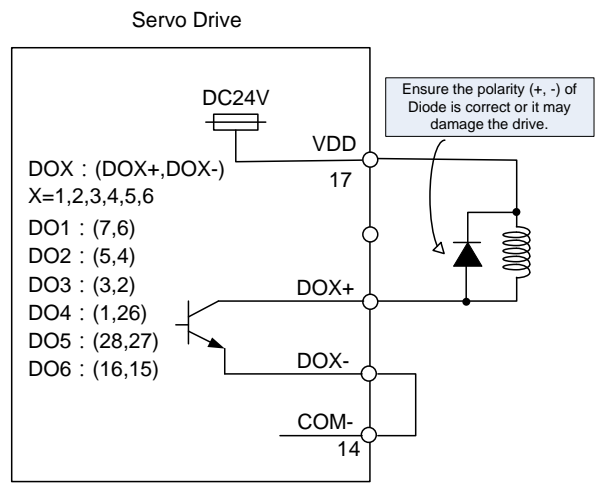 Servo Drive
DC24V
Ensure the polarity (+, -) of
Diode is correct or it may
damage the drive.
VDD
17
DOX : (DOX+,DOX-)
X=1,2,3,4,5,6
DO1 : (7,6)
DO2 : (5,4)
DO3 : (3,2)
DO4 : (1,26)
DO5 : (28,27)
DO6 : (16,15)
DOX+
DOX-
COM-
14